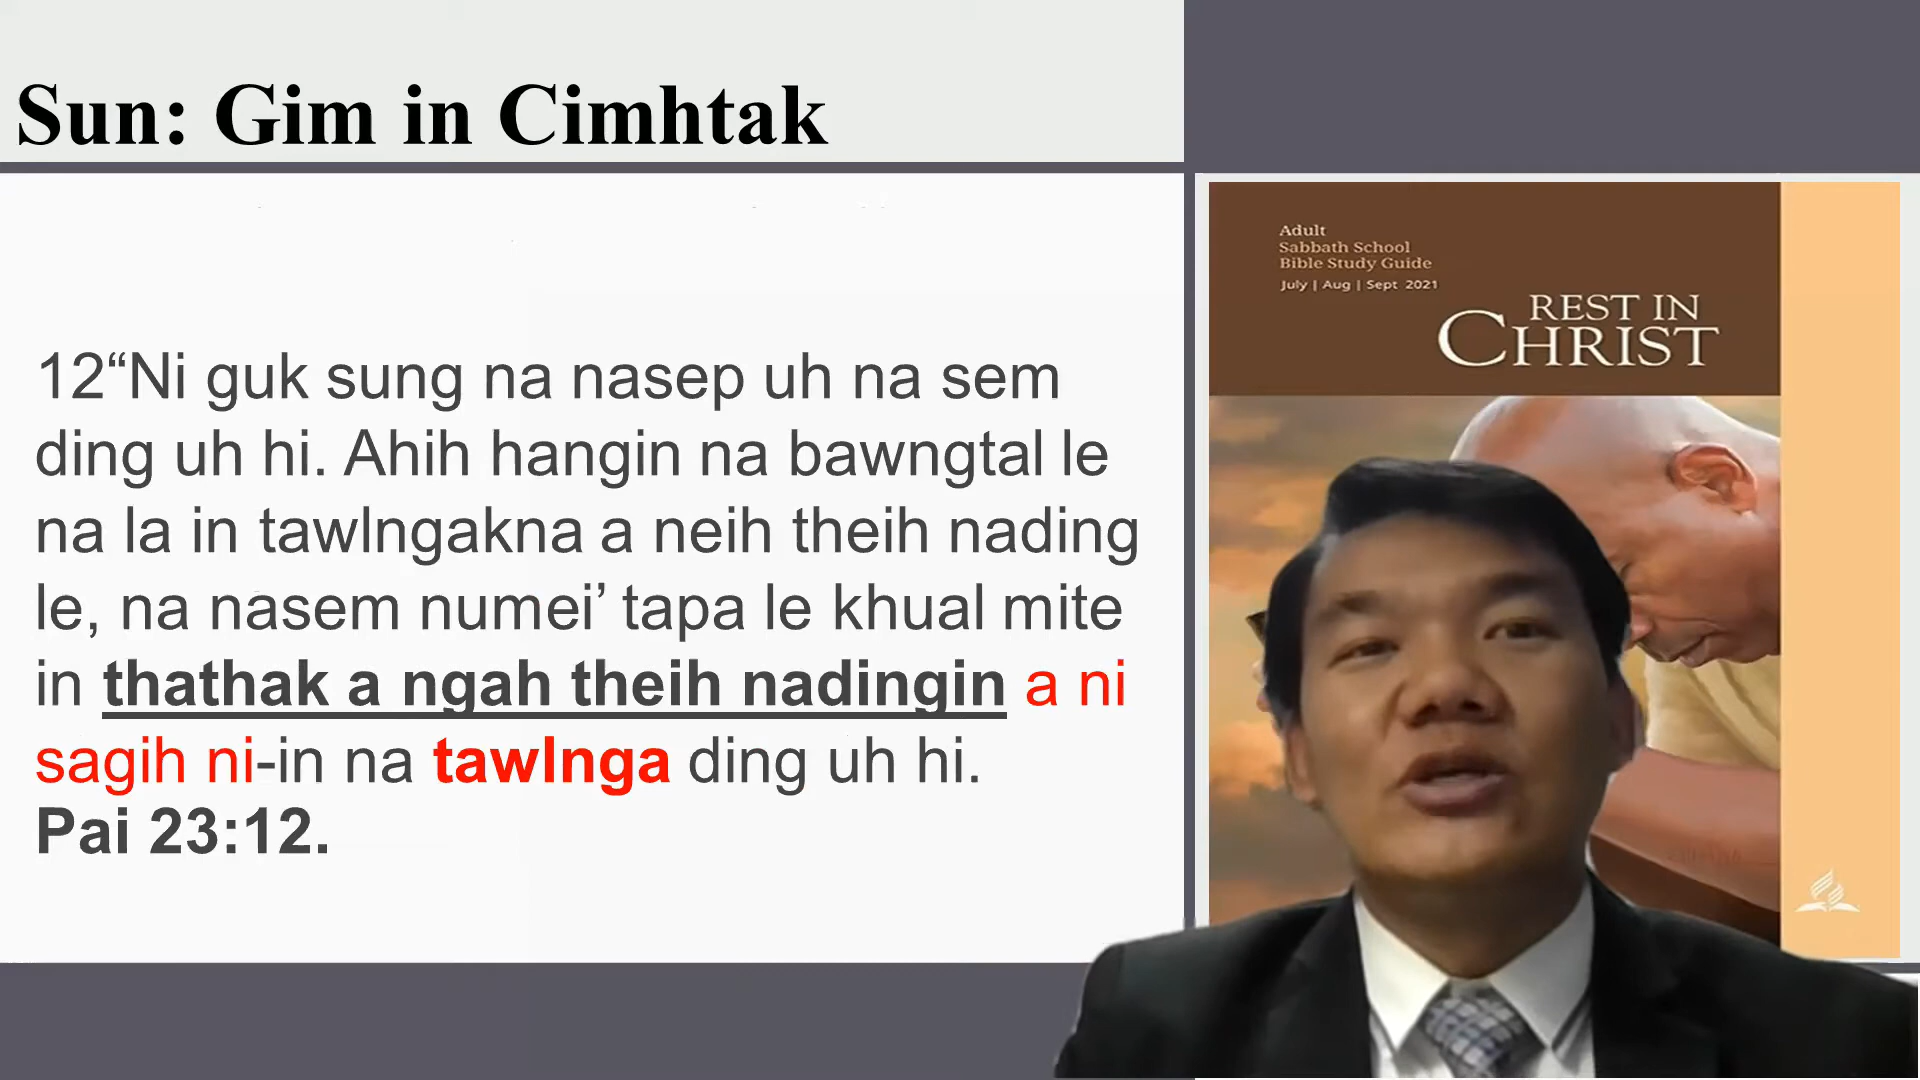 Sun: Gim in Cimhtak
12“Ni guk sung na nasep uh na sem
ding uh hi. Ahih hangin na bawngtal le
na la in tawlngakna a neih theih nading
le, na nasem numei’ tapa le khual mite
in thathak a ngah theih nadingin a ni
sagih ni-in na tawlnga ding uh hi.
Pai 23:12.
Adult
Sabbath School
Bible Study Guide
July | Aug | Sept 2021
REST IN
CHRIST